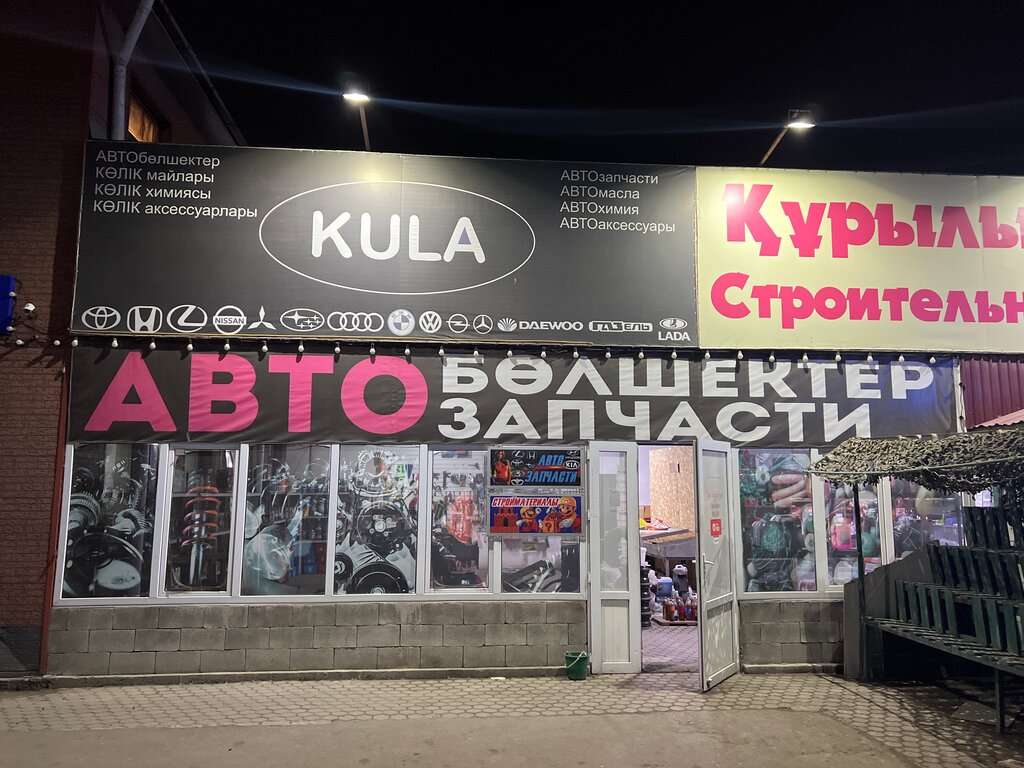 АВТОбөлшектер
КӨЛІК майлары
КӨЛІК химиясы
КӨЛІК аксессуарлары
KULA
АВТОзапчасти
АВТОмасла
АВТОхимия
АВТОаксессуары
NISSAN
DAEWOO
ГАЗЕЛЬ
LADA
Құрылы
Строительн
АВТО
БӨЛШЕКТЕР
ЗАПЧАСТИ
АВТО
ЗАПЧАСТИ
KIA
СТРОЙМАТЕРИАЛЫ